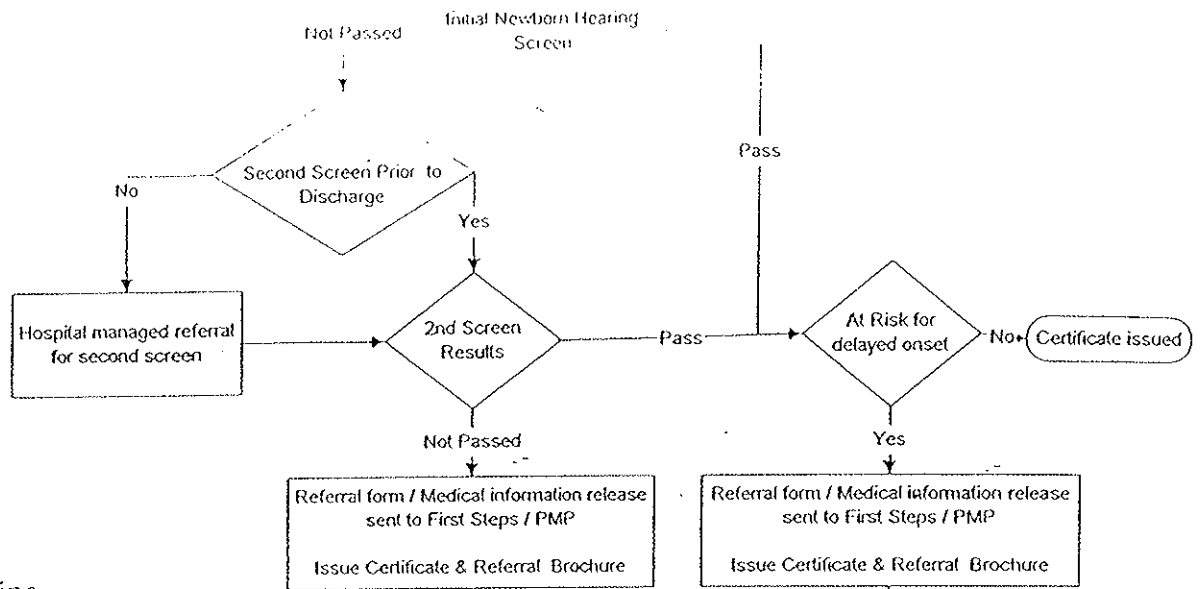 Initial Newborn Hearing
Screen
Not Passed
Pass
Second Screen Prior to
Discharge
No
Yes
Hospital managed referral
for second screen
2nd Screen
Results
Pass
At Risk for
delayed onset
No
Certificate issued
Not Passed
Yes
Referral form / Medical information release
sent to First Steps / PMP
Issue Certificate & Referral Brochure
Referral form / Medical information release
sent to First Steps / PMP
Issue Certificate & Referral Brochure